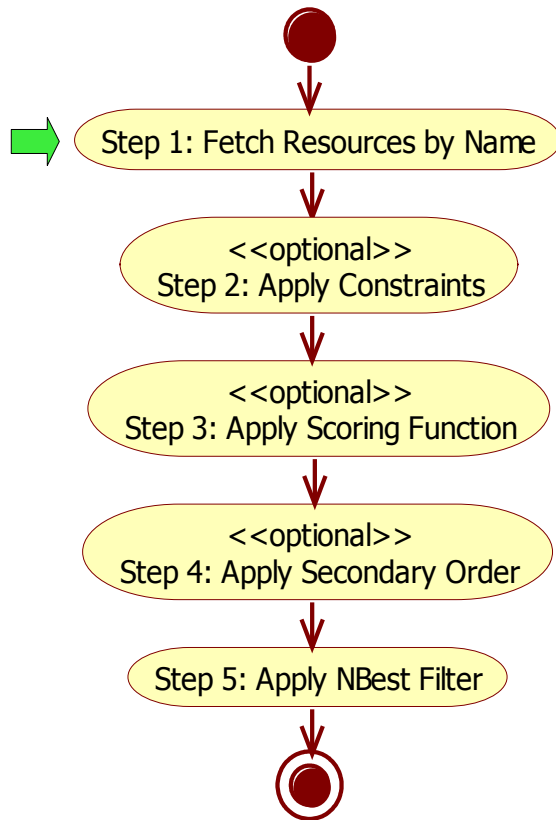 Step 1: Fetch Resources by Name
<<optional>>
Step 2: Apply Constraints
<<optional>>
Step 3: Apply Scoring Function
<<optional>>
Step 4: Apply Secondary Order
Step 5: Apply NBest Filter